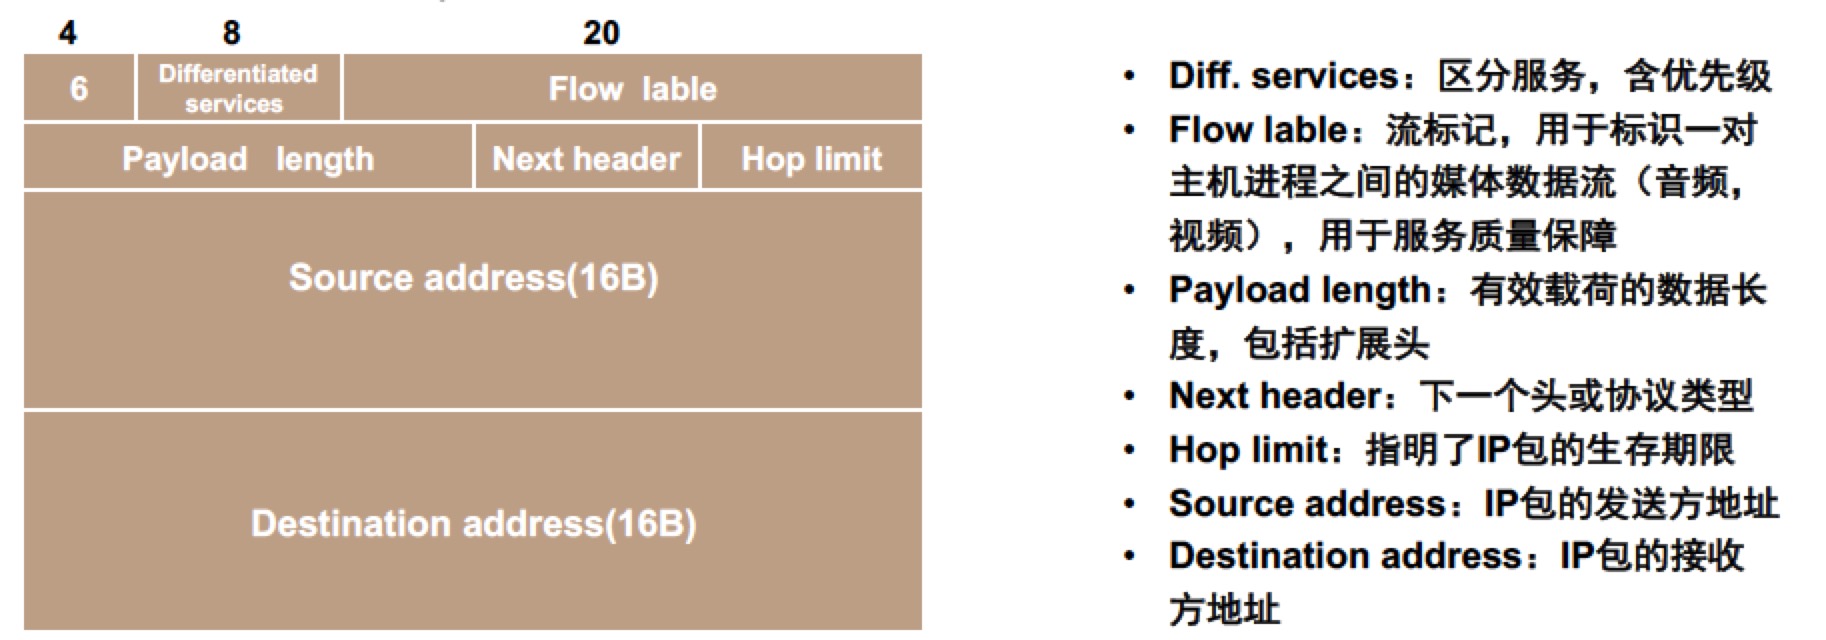 4 8 20
6 Differentiated services Flow lable
Payload length Next header Hop limit
Source address(16B)
Destination address(16B)
• Diff. services：区分服务，含优先级
• Flow lable：流标记，用于标识一对
主机进程之间的媒体数据流（音频，
视频），用于服务质量保障
• Payload length：有效载荷的数据长
度，包括扩展头
• Next header：下一个头或协议类型
• Hop limit：指明了IP包的生存期限
• Source address：IP包的发送方地址
• Destination address：IP包的接收
方地址